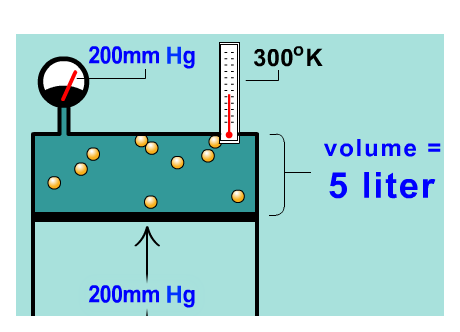 200mm Hg
300°K
volume =
5 liter
200mm Hg